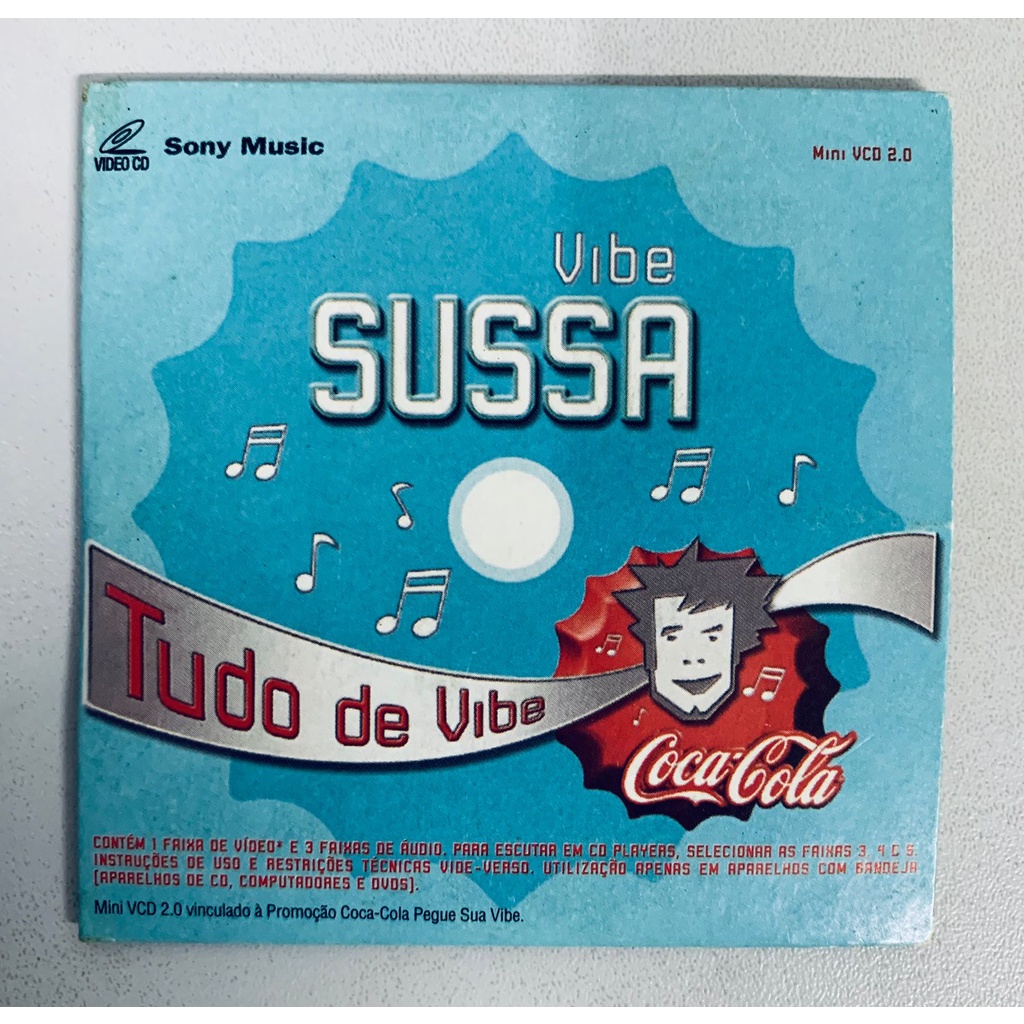 VIDEO CD
Sony Music
Mini VCD 2.0
Vibe
SUSSA
Tudo de Vibe
Coca-Cola
CONTÉM 1 FAIXA DE VÍDEO* E 3 FAIXAS DE ÁUDIO. PARA ESCUTAR EM CD PLAYERS, SELECIONAR AS FAIXAS 3, 4 E 5.
INSTRUÇÕES DE USO E RESTRIÇÕES TÉCNICAS VIDE-VERSO. UTILIZAÇÃO APENAS EM APARELHOS COM BANDEJA
(APARELHOS DE CD, COMPUTADORES E DVDS).
Mini VCD 2.0 vinculado à Promoção Coca-Cola Pegue Sua Vibe.